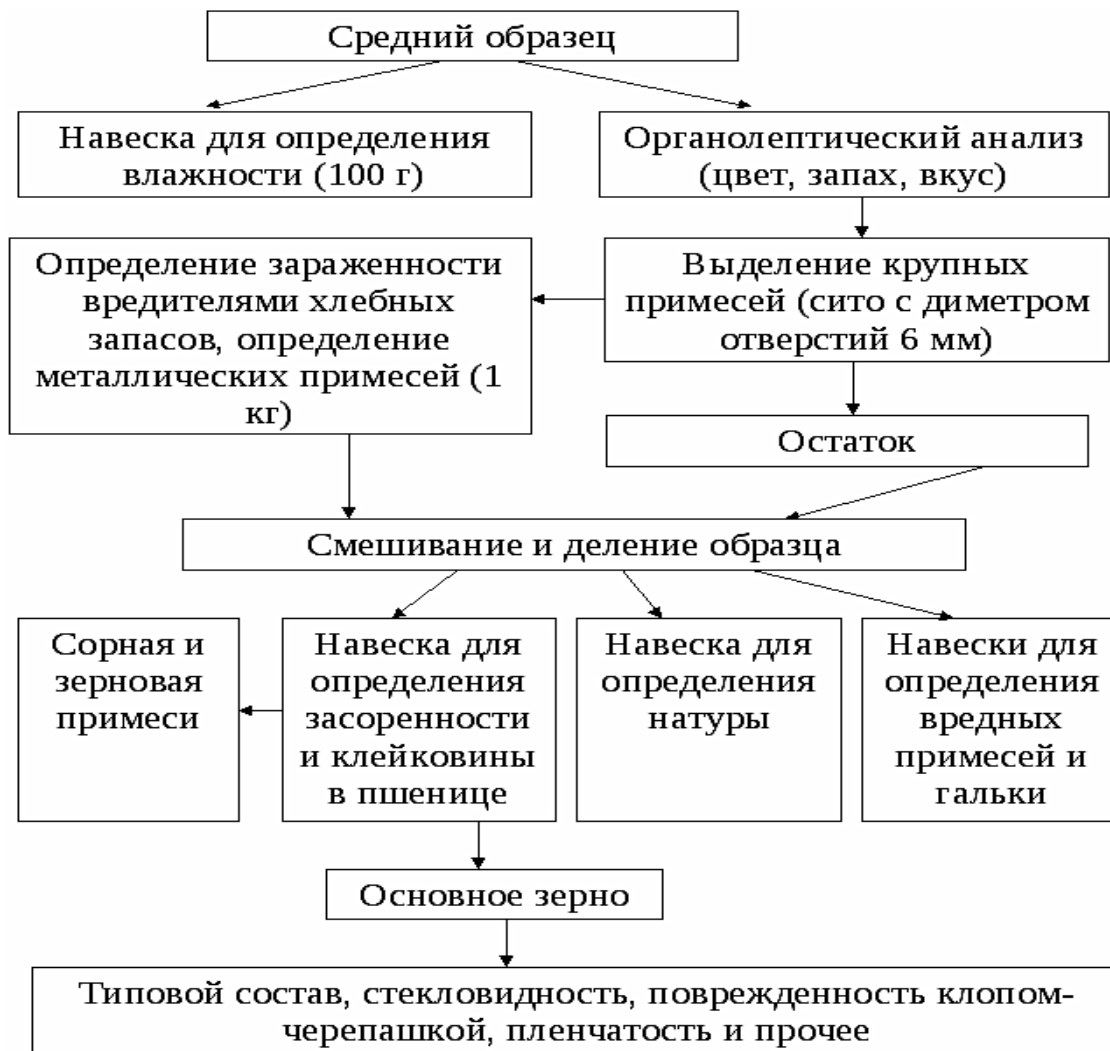 Средний образец
Навеска для определения
влажности (100 г)
Органолептический анализ
(цвет, запах, вкус)
Определение зараженности
вредителями хлебных
запасов, определение
металлических примесей (1
кг)
Выделение крупных
примесей (сито с диметром
отверстий 6 мм)
Остаток
Смешивание и деление образца
Сорная и
зерновая
примеси
Навеска для
определения
засоренности
и клейковины
в пшенице
Навеска для
определения
натуры
Навески для
определения
вредных
примесей и
гальки
Основное зерно
Типовой состав, стекловидность, поврежденность клопом-
черепашкой, пленчатость и прочее